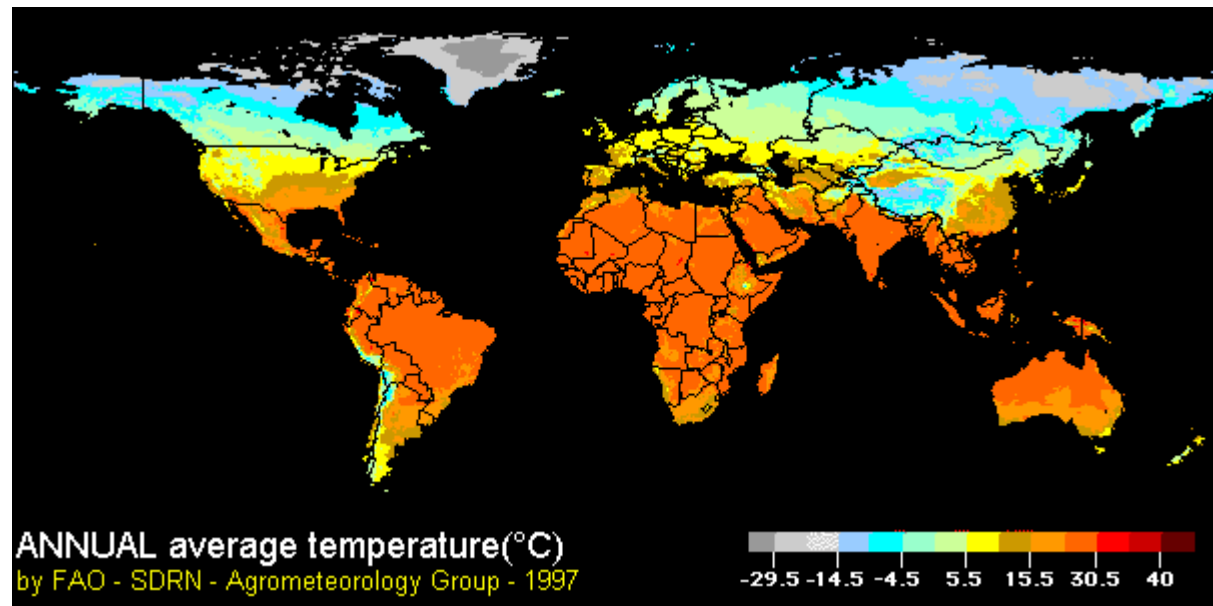 ANNUAL average temperature(°C)
by FAO - SDRN - Agrometeorology Group - 1997
-29.5 -14.5 -4.5 5.5 15.5 30.5 40